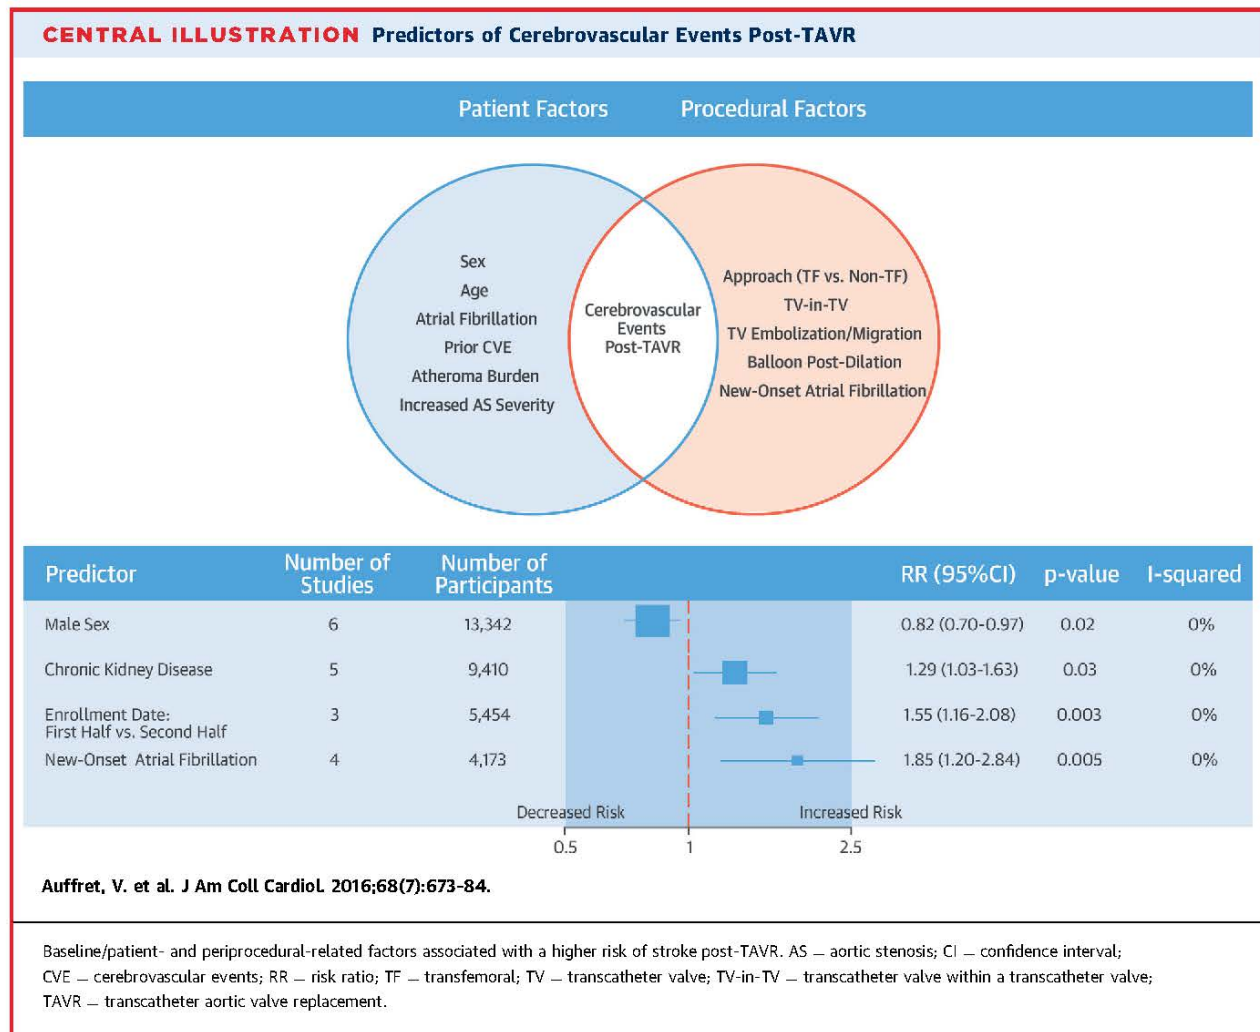 CENTRAL ILLUSTRATION Predictors of Cerebrovascular Events Post-TAVR
Patient Factors Procedural Factors
Sex
Age
Atrial Fibrillation
Prior CVE
Atheroma Burden
Increased AS Severity
Cerebrovascular
Events
Post-TAVR
Approach (TF vs. Non-TF)
TV-in-TV
TV Embolization/Migration
Balloon Post-Dilation
New-Onset Atrial Fibrillation
Predictor Number of Studies Number of Participants RR (95%CI) p-value I-squared
Male Sex 6 13,342 0.82 (0.70-0.97) 0.02 0%
Chronic Kidney Disease 5 9,410 1.29 (1.03-1.63) 0.03 0%
Enrollment Date:
First Half vs. Second Half 3 5,454 1.55 (1.16-2.08) 0.003 0%
New-Onset Atrial Fibrillation 4 4,173 1.85 (1.20-2.84) 0.005 0%
Decreased Risk Increased Risk
0.5 1 2.5
Auffret, V. et al. J Am Coll Cardiol. 2016;68(7):673-84.
Baseline/patient- and periprocedural-related factors associated with a higher risk of stroke post-TAVR. AS = aortic stenosis; CI = confidence interval;
CVE = cerebrovascular events; RR = risk ratio; TF = transfemoral; TV = transcatheter valve; TV-in-TV = transcatheter valve within a transcatheter valve;
TAVR = transcatheter aortic valve replacement.